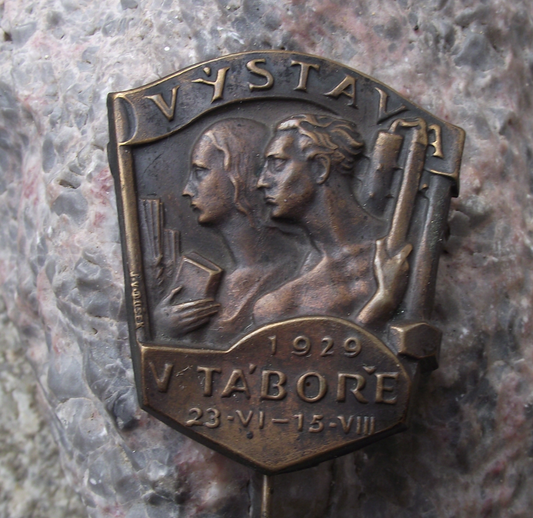 VÝSTAVA
1929
V TÁBOŘE
23·VI–15·VIII